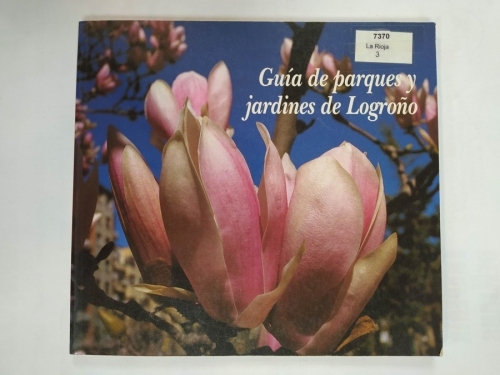 7370
La Rioja
3
Guía de parques y
jardines de Logroño